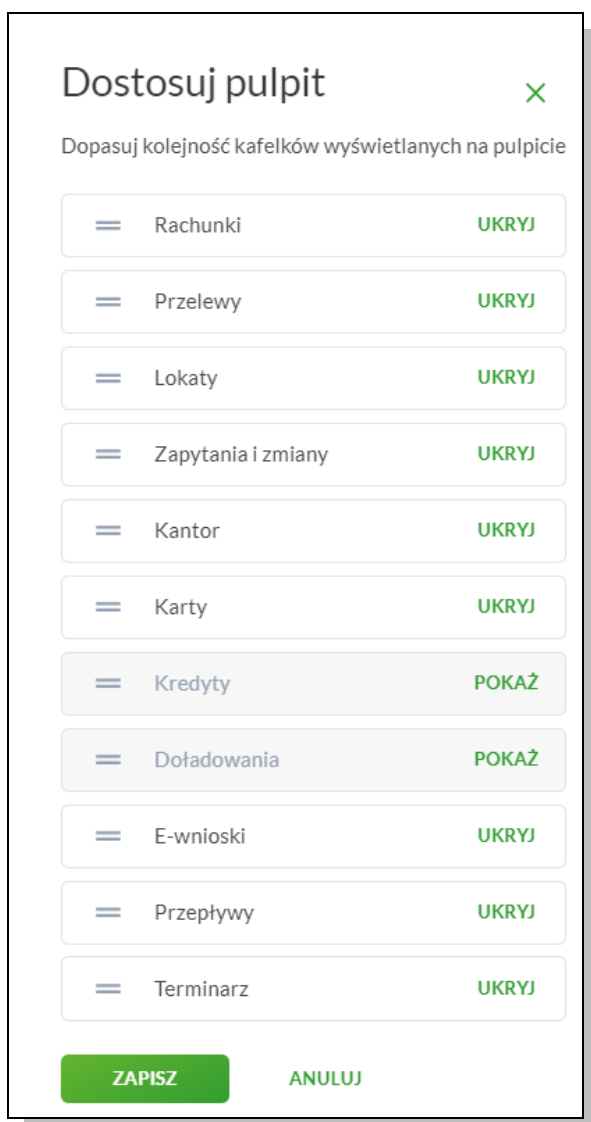 Dostosuj pulpit
Dopasuj kolejność kafelków wyświetlanych na pulpicie
Rachunki UKRYJ
Przelewy UKRYJ
Lokaty UKRYJ
Zapytania i zmiany UKRYJ
Kantor UKRYJ
Karty UKRYJ
Kredyty POKAŻ
Doładowania POKAŻ
E-wnioski UKRYJ
Przepływy UKRYJ
Terminarz UKRYJ
ZAPISZ ANULUJ